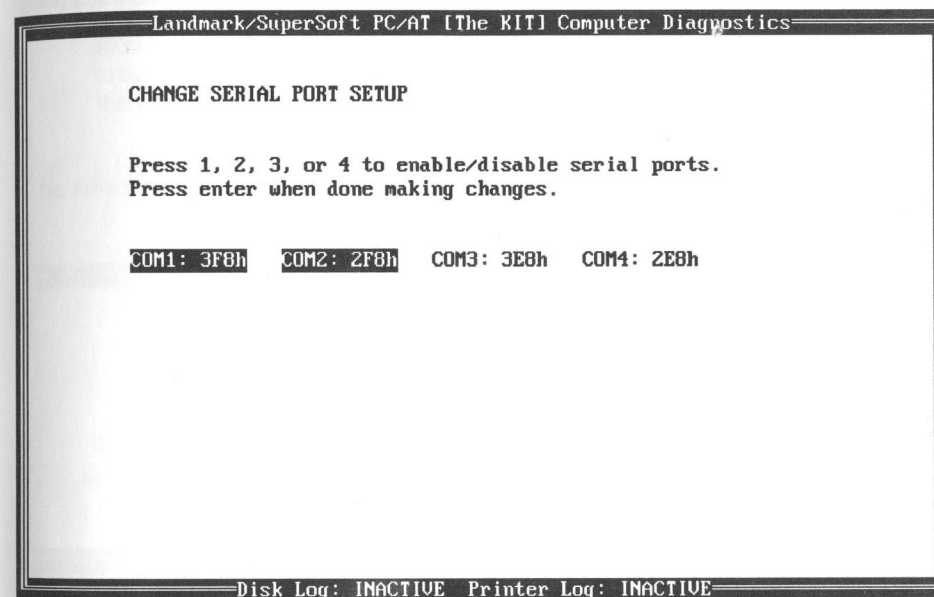 Landmark/SuperSoft PC/AT [The KIT] Computer Diagnostics
CHANGE SERIAL PORT SETUP
Press 1, 2, 3, or 4 to enable/disable serial ports.
Press enter when done making changes.
COM1: 3F8h COM2: 2F8h COM3: 3E8h COM4: 2E8h
Disk Log: INACTIVE Printer Log: INACTIVE